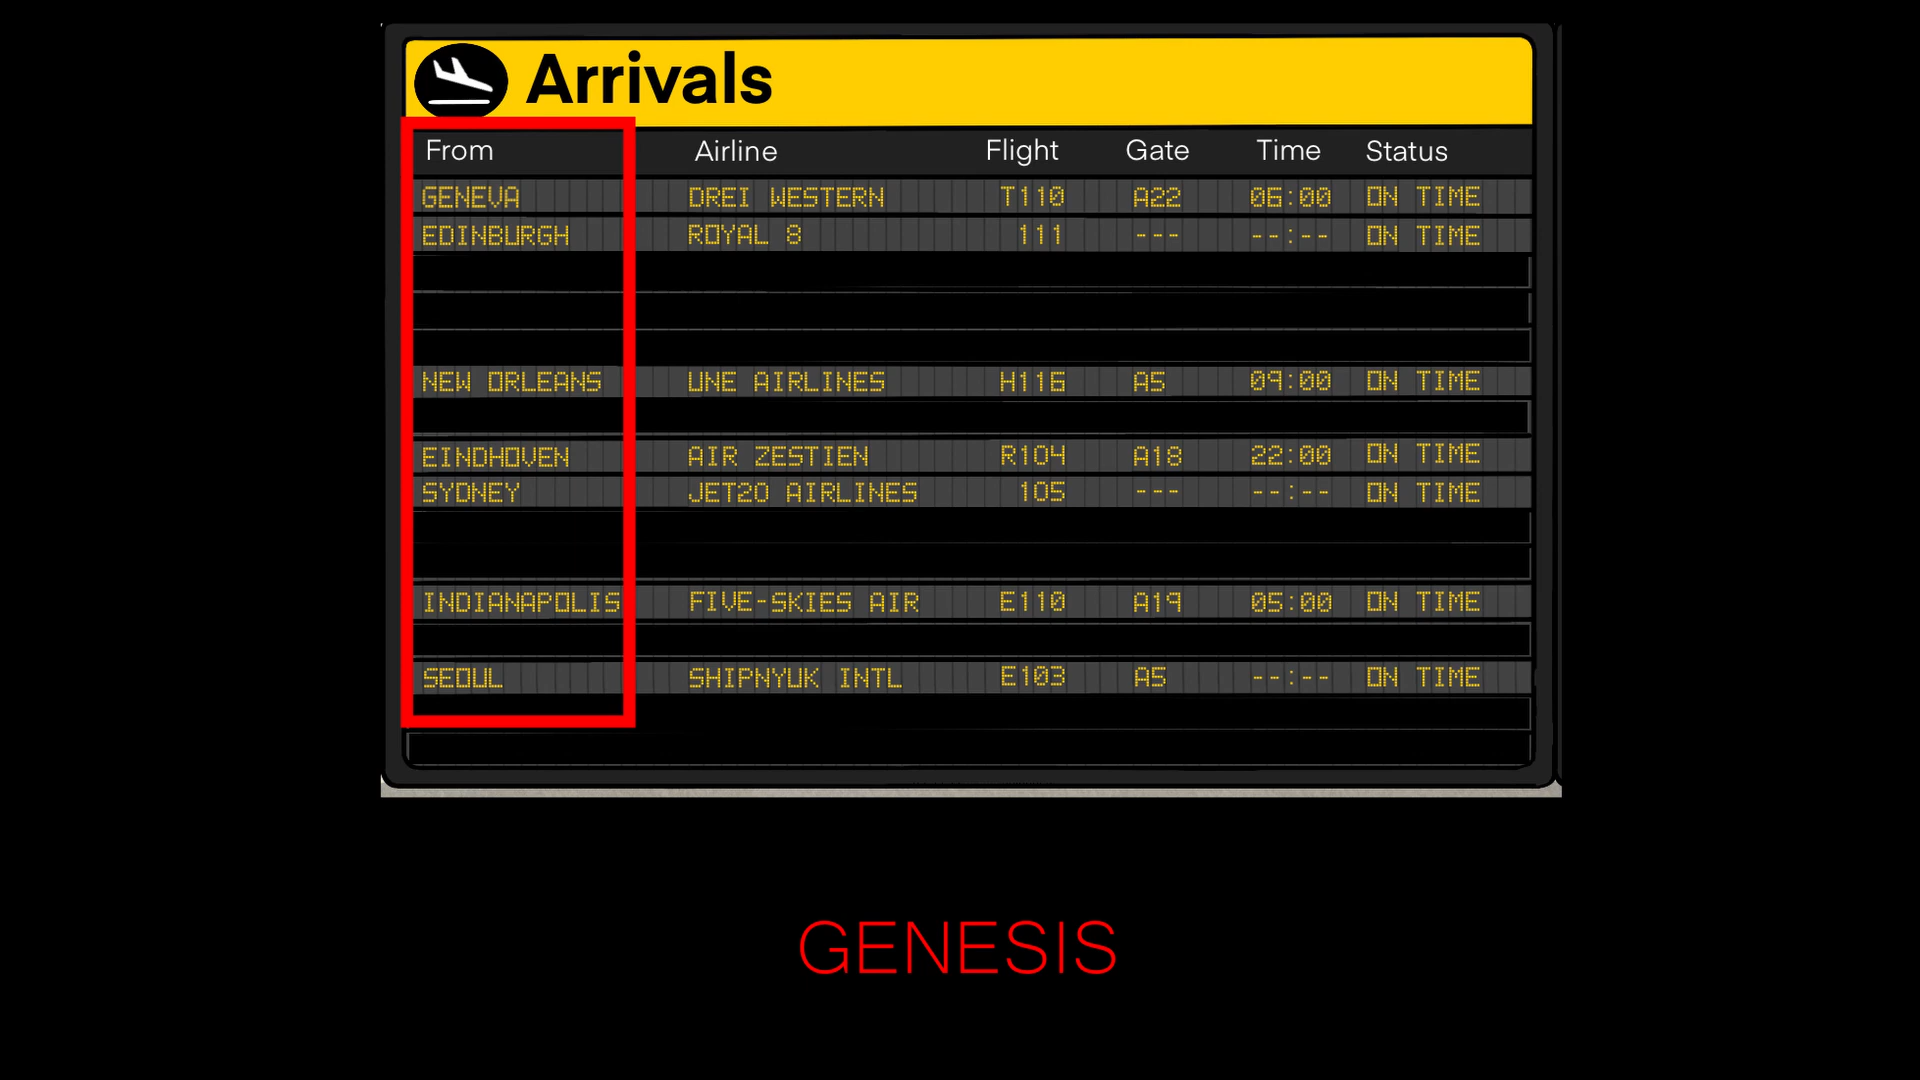 Arrivals
From Airline Flight Gate Time Status
GENEVA DREI WESTERN T110 A22 06:00 ON TIME
EDINBURGH ROYAL 8 111 --- --:-- ON TIME
NEW ORLEANS UNE AIRLINES H116 A5 09:00 ON TIME
EINDHOVEN AIR ZESTIEN R104 A18 22:00 ON TIME
SYDNEY JET20 AIRLINES 105 --- --:-- ON TIME
INDIANAPOLIS FIVE-SKIES AIR E110 A19 05:00 ON TIME
SEOUL SHIPNYUK INTL E103 A5 --:-- ON TIME
GENESIS